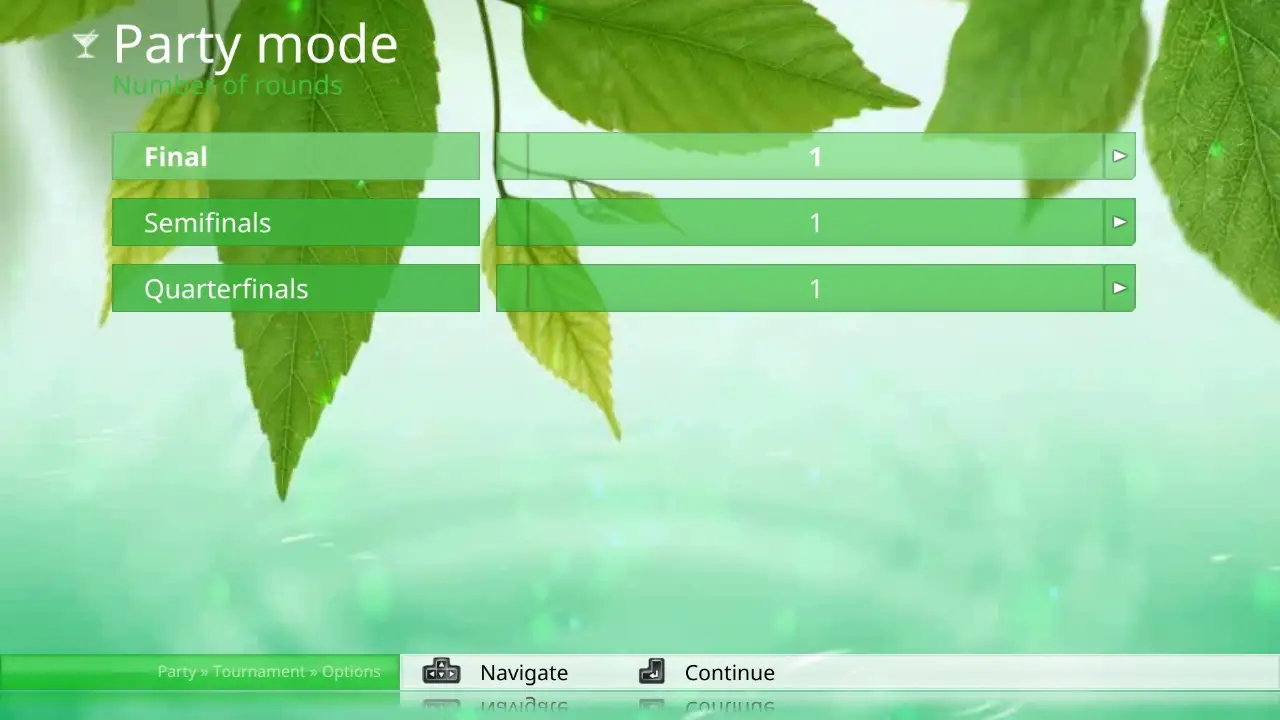 Party mode
Number of rounds
Final 1
Semifinals 1
Quarterfinals 1
Party » Tournament » Options Navigate Continue